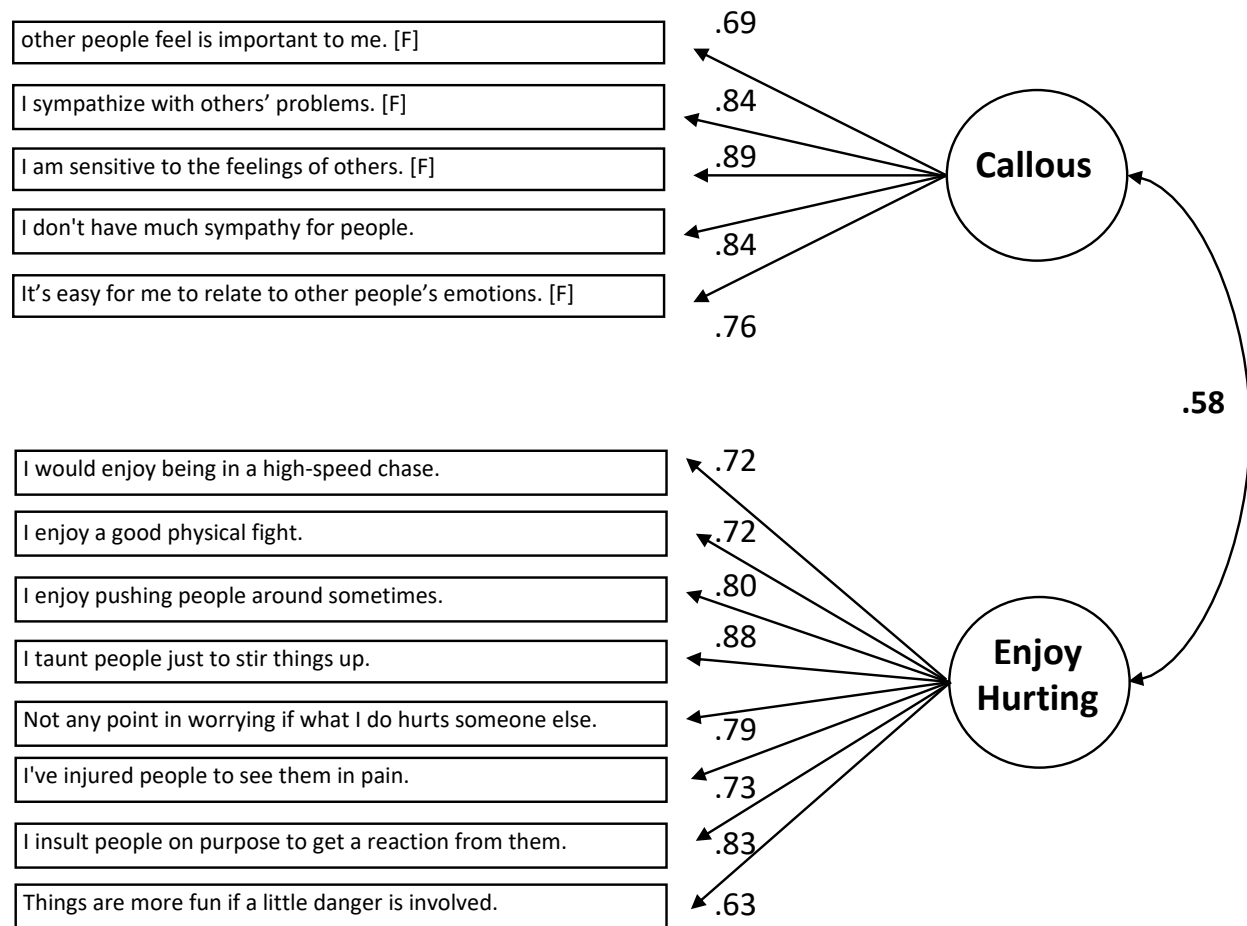 other people feel is important to me. [F]
.69
I sympathize with others’ problems. [F]
.84
I am sensitive to the feelings of others. [F]
.89
I don't have much sympathy for people.
.84
It’s easy for me to relate to other people’s emotions. [F]
.76
Callous
.58
I would enjoy being in a high-speed chase.
.72
I enjoy a good physical fight.
.72
I enjoy pushing people around sometimes.
.80
I taunt people just to stir things up.
.88
Not any point in worrying if what I do hurts someone else.
.79
I've injured people to see them in pain.
.73
I insult people on purpose to get a reaction from them.
.83
Things are more fun if a little danger is involved.
.63
Enjoy
Hurting